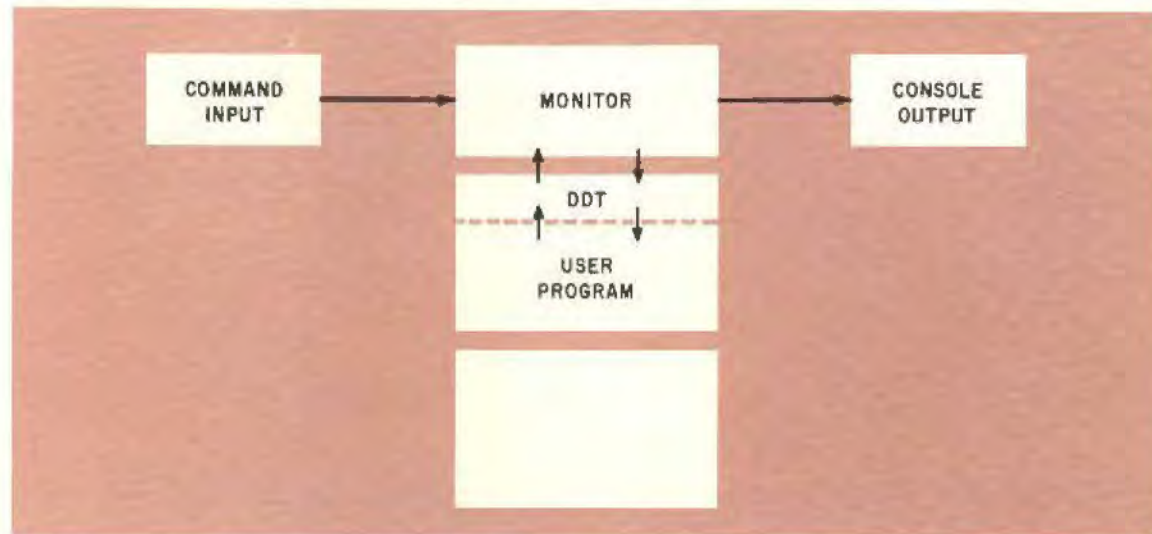 COMMAND
INPUT
MONITOR
CONSOLE
OUTPUT
DDT
USER
PROGRAM